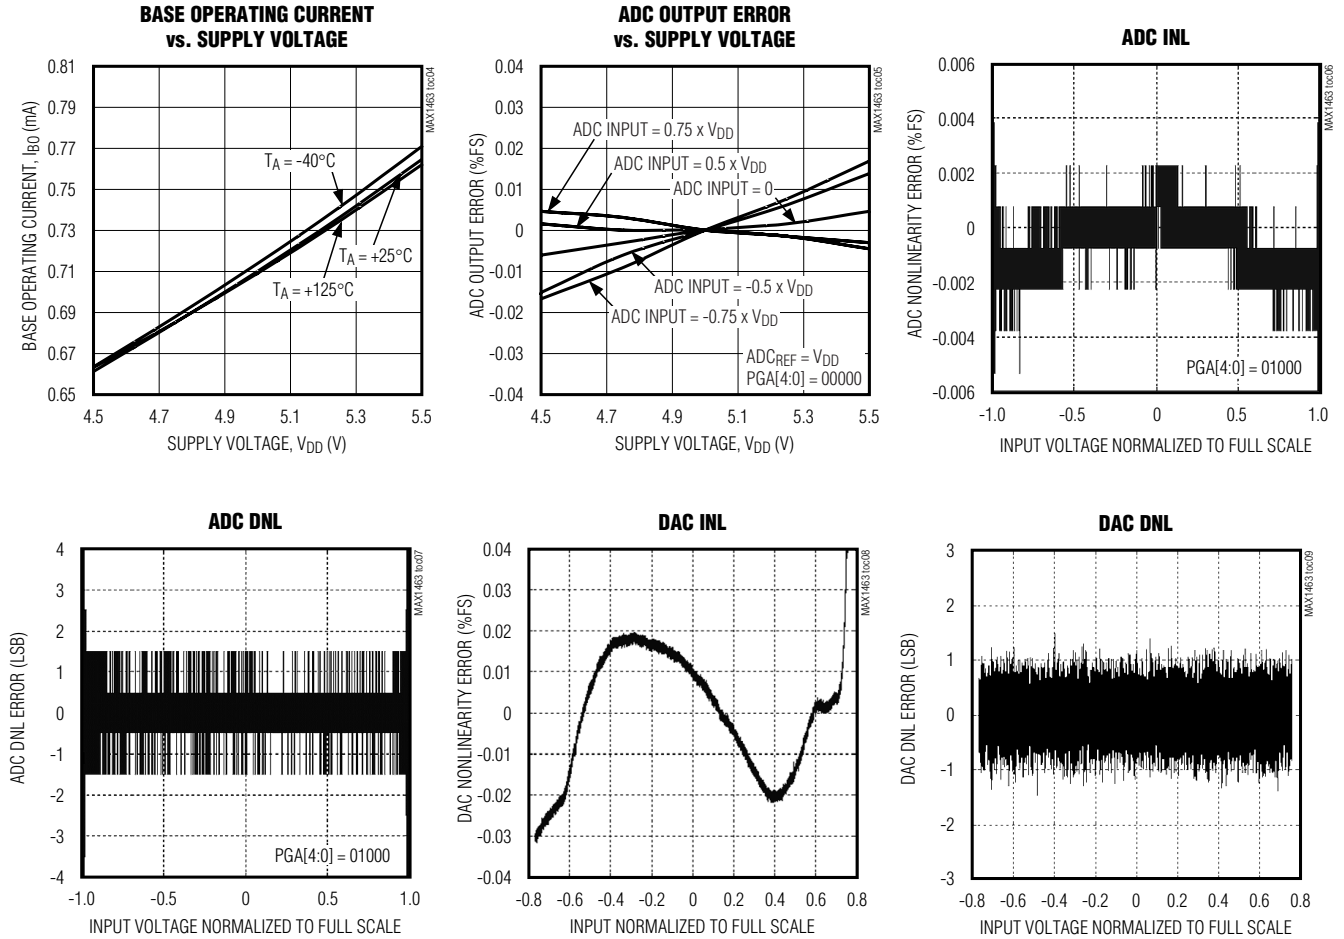 BASE OPERATING CURRENT
vs. SUPPLY VOLTAGE
0.81
0.79
0.77
0.75
0.73
0.71
0.69
0.67
0.65
BASE OPERATING CURRENT, IBO (mA)
MAX1463 toc04
TA = -40°C
TA = +25°C
TA = +125°C
4.5
4.7
4.9
5.1
5.3
5.5
SUPPLY VOLTAGE, VDD (V)
ADC OUTPUT ERROR
vs. SUPPLY VOLTAGE
0.04
0.03
0.02
0.01
0
-0.01
-0.02
-0.03
-0.04
ADC OUTPUT ERROR (%FS)
MAX1463 toc05
ADC INPUT = 0.75 x VDD
ADC INPUT = 0.5 x VDD
ADC INPUT = 0
ADC INPUT = -0.5 x VDD
ADC INPUT = -0.75 x VDD
ADCREF = VDD
PGA[4:0] = 00000
4.5
4.7
4.9
5.1
5.3
5.5
SUPPLY VOLTAGE, VDD (V)
ADC INL
0.006
0.004
0.002
0
-0.002
-0.004
-0.006
ADC NONLINEARITY ERROR (%FS)
MAX1463 toc06
PGA[4:0] = 01000
-1.0
-0.5
0
0.5
1.0
INPUT VOLTAGE NORMALIZED TO FULL SCALE
ADC DNL
4
3
2
1
0
-1
-2
-3
-4
ADC DNL ERROR (LSB)
MAX1463 toc07
PGA[4:0] = 01000
-1.0
-0.5
0
0.5
1.0
INPUT VOLTAGE NORMALIZED TO FULL SCALE
DAC INL
0.04
0.03
0.02
0.01
0
-0.01
-0.02
-0.03
-0.04
DAC NONLINEARITY ERROR (%FS)
MAX1463 toc08
-0.8
-0.6
-0.4
-0.2
0
0.2
0.4
0.6
0.8
INPUT NORMALIZED TO FULL SCALE
DAC DNL
3
2
1
0
-1
-2
-3
DAC DNL ERROR (LSB)
MAX1463 toc09
-0.8
-0.6
-0.4
-0.2
0
0.2
0.4
0.6
0.8
INPUT VOLTAGE NORMALIZED TO FULL SCALE